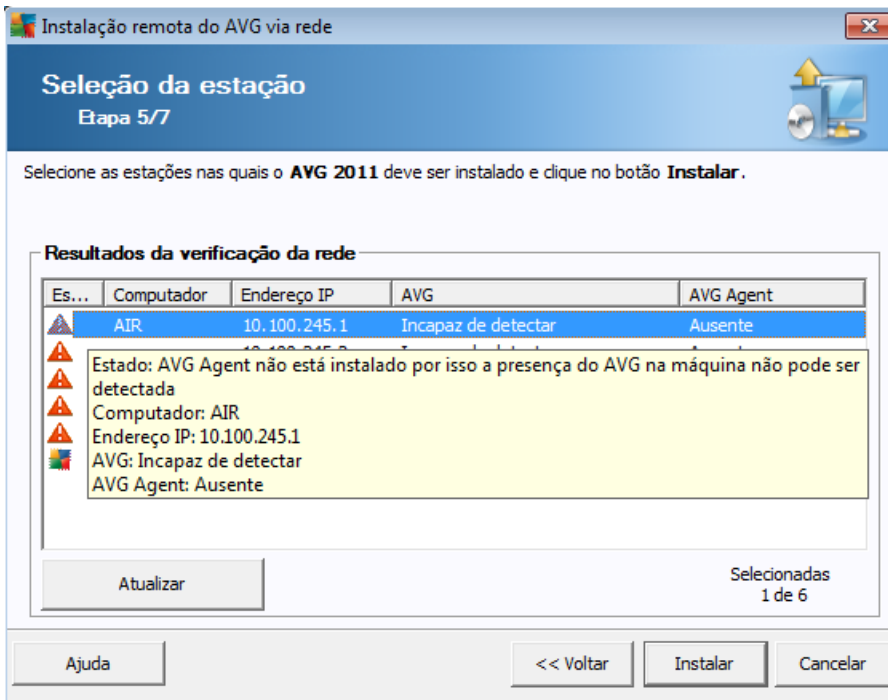 Instalação remota do AVG via rede
Seleção da estação
Etapa 5/7
Selecione as estações nas quais o AVG 2011 deve ser instalado e clique no botão Instalar.
Resultados da verificação da rede
Es... Computador Endereço IP AVG AVG Agent
AIR 10.100.245.1 Incapaz de detectar Ausente
Estado: AVG Agent não está instalado por isso a presença do AVG na máquina não pode ser
detectada
Computador: AIR
Endereço IP: 10.100.245.1
AVG: Incapaz de detectar
AVG Agent: Ausente
Atualizar
Selecionadas
1 de 6
Ajuda
<< Voltar
Instalar
Cancelar